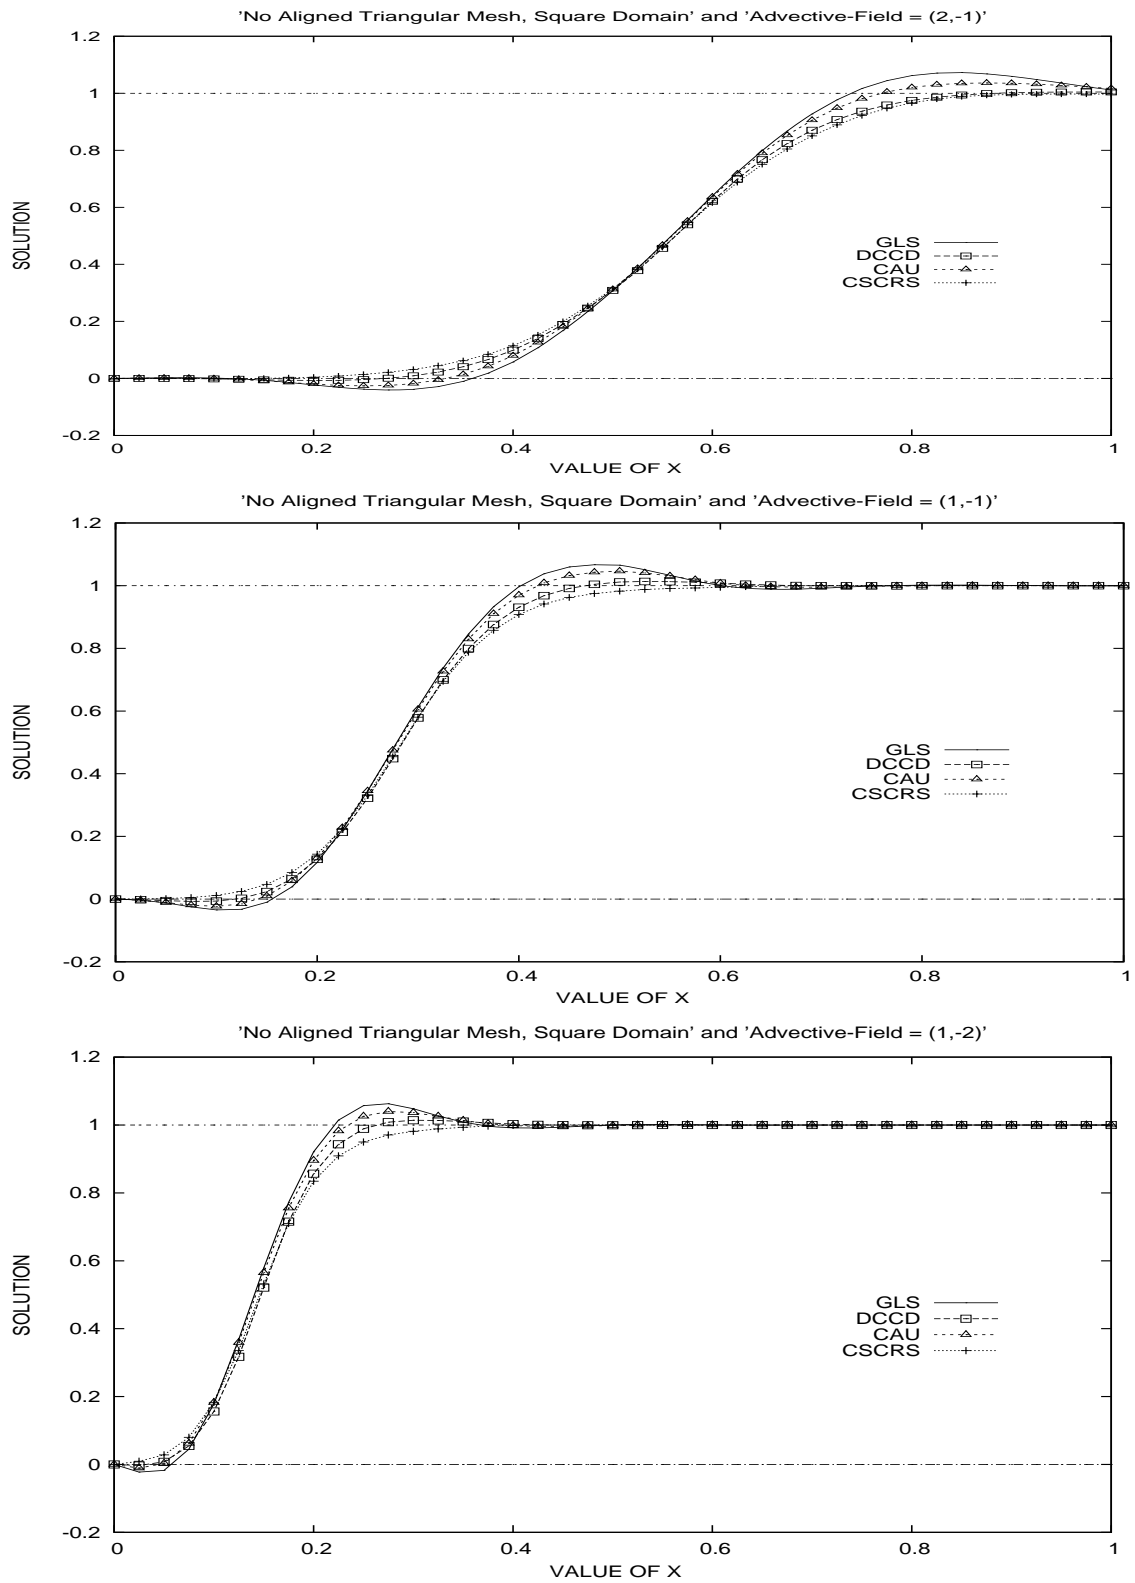 'No Aligned Triangular Mesh, Square Domain' and 'Advective-Field = (2,-1)'
1.2
1
0.8
0.6
0.4
0.2
0
-0.2
SOLUTION
GLS
DCCD
CAU
CSCRS
0 0.2 0.4 0.6 0.8 1
VALUE OF X
'No Aligned Triangular Mesh, Square Domain' and 'Advective-Field = (1,-1)'
1.2
1
0.8
0.6
0.4
0.2
0
-0.2
SOLUTION
GLS
DCCD
CAU
CSCRS
0 0.2 0.4 0.6 0.8 1
VALUE OF X
'No Aligned Triangular Mesh, Square Domain' and 'Advective-Field = (1,-2)'
1.2
1
0.8
0.6
0.4
0.2
0
-0.2
SOLUTION
GLS
DCCD
CAU
CSCRS
0 0.2 0.4 0.6 0.8 1
VALUE OF X